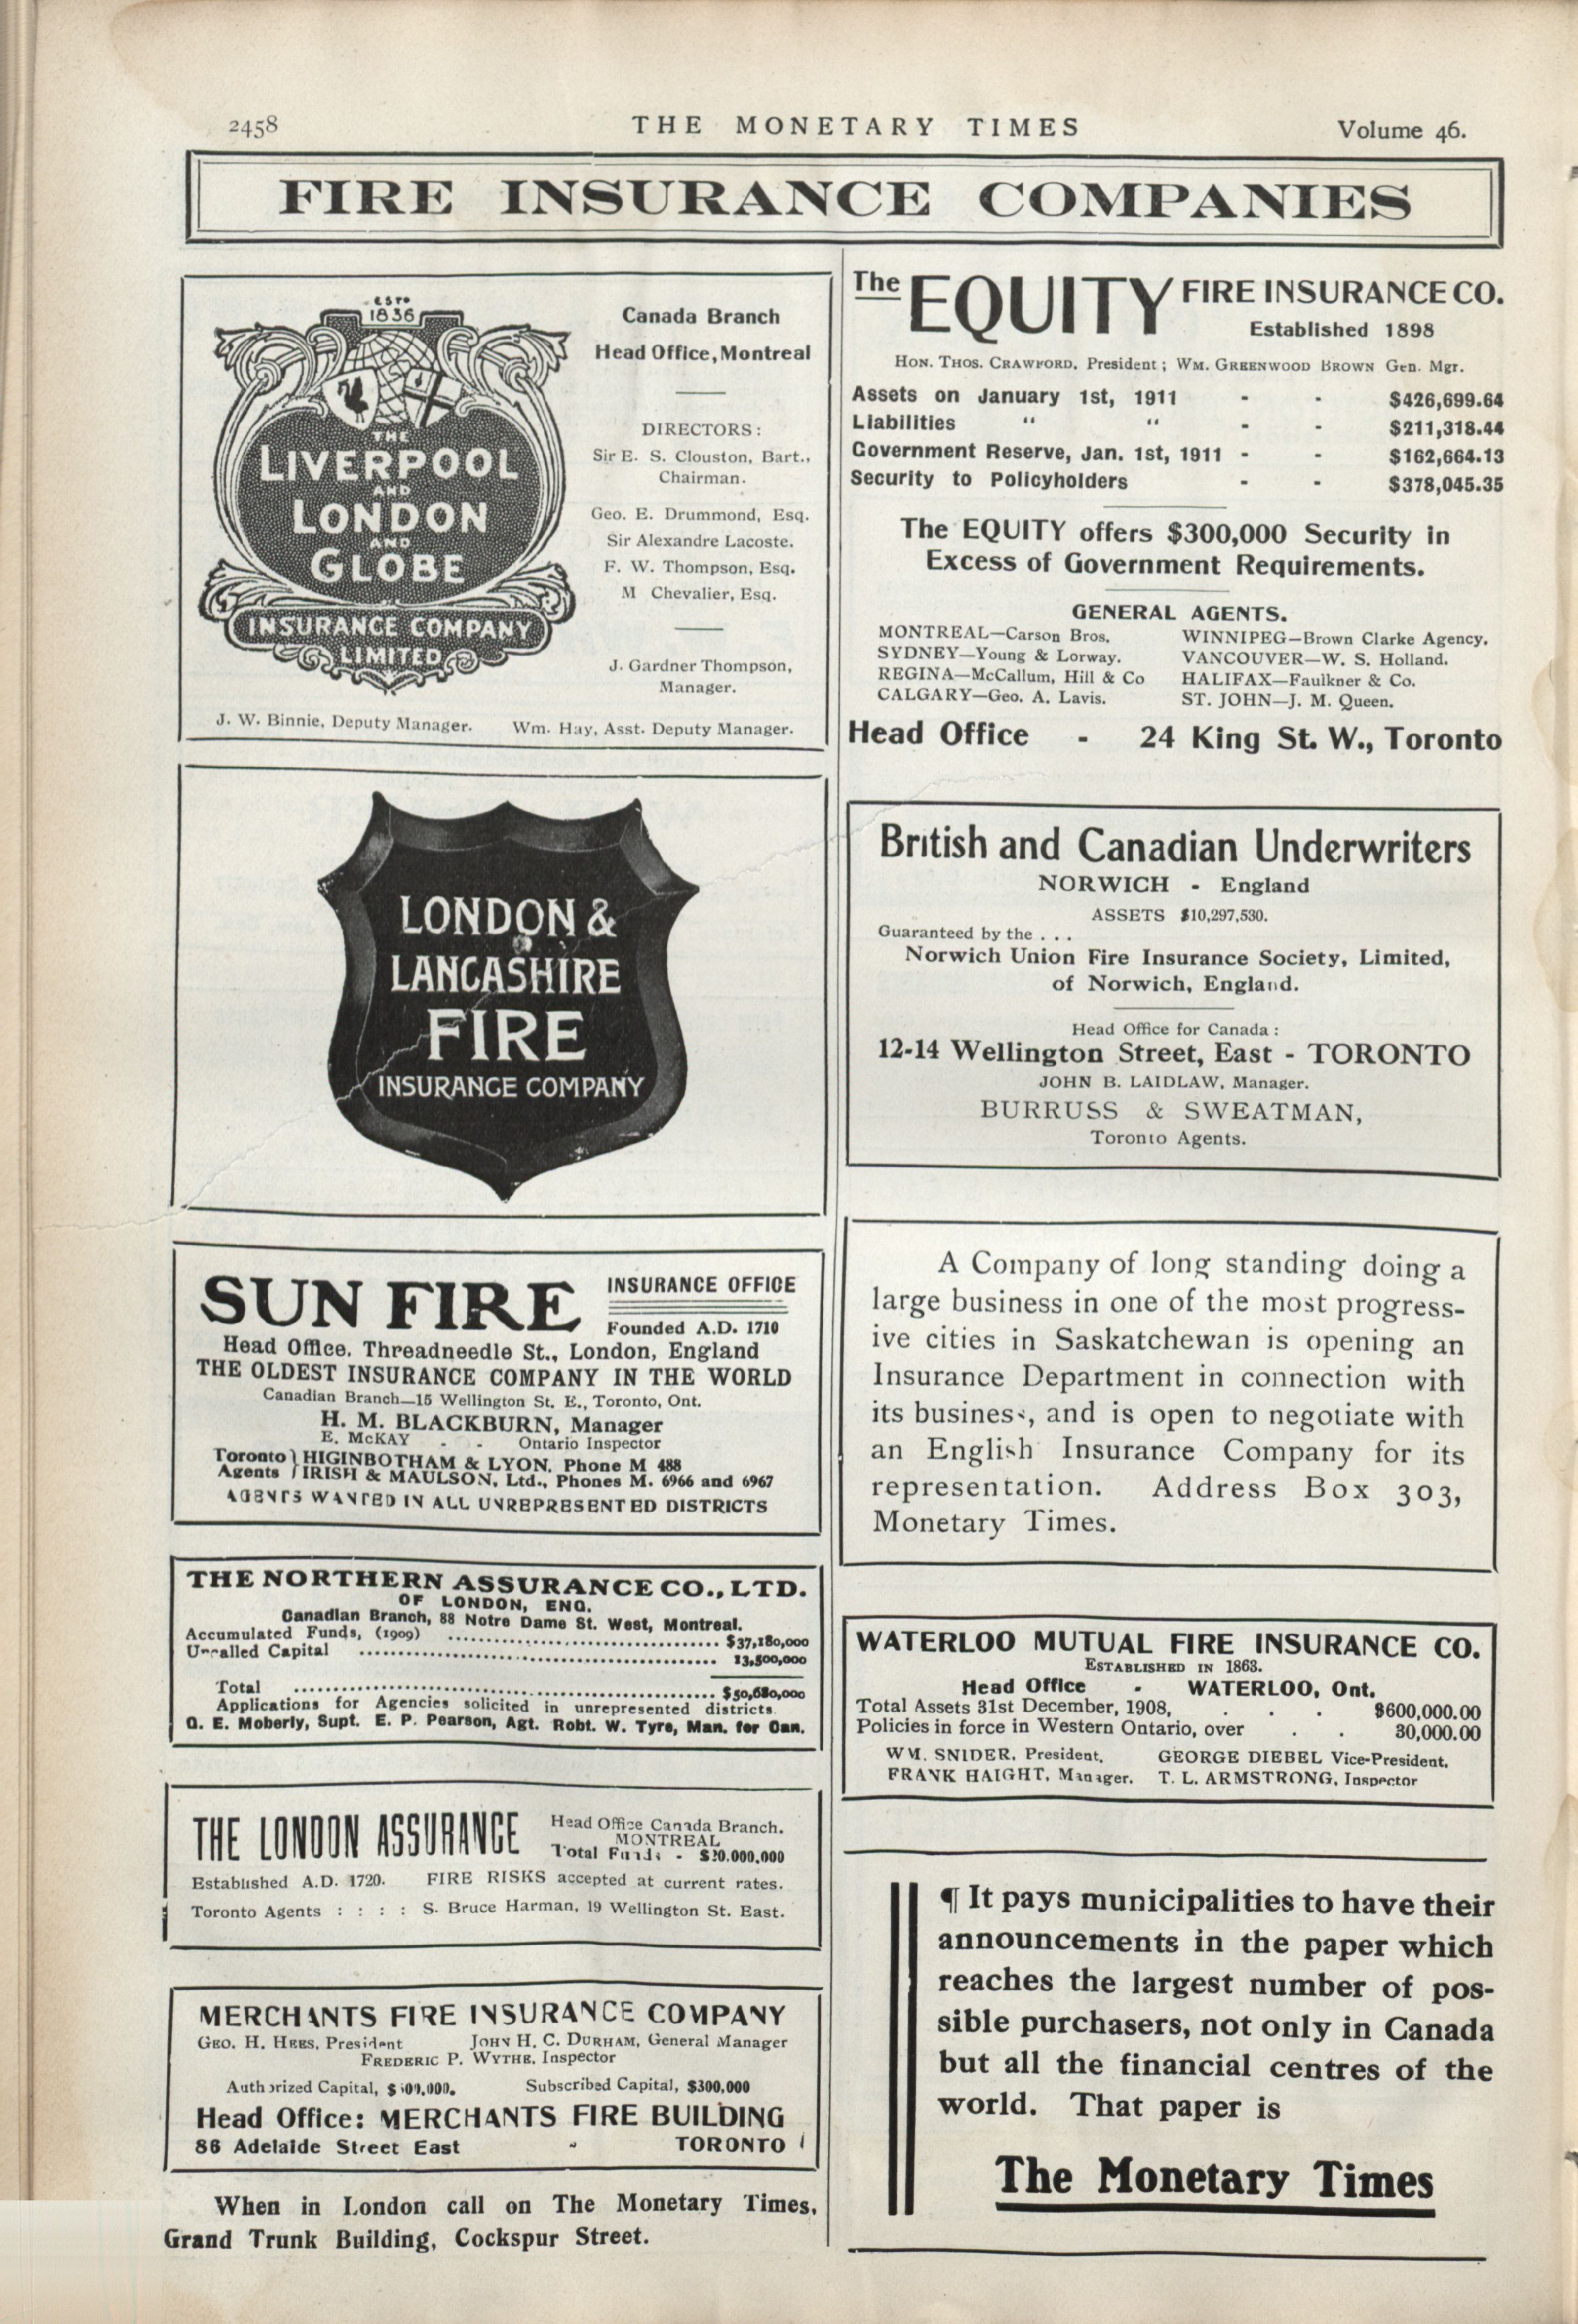 2458
THE MONETARY TIMES
Volume 46.
FIRE INSURANCE COMPANIES
ESTD
1836
THE
LIVERPOOL
AND
LONDON
AND
GLOBE
INSURANCE COMPANY
LIMITED
Canada Branch
Head Office, Montreal
DIRECTORS:
Sir E. S. Clouston, Bart.,
Chairman.
Geo. E. Drummond, Esq.
Sir Alexandre Lacoste.
F. W. Thompson, Esq.
M Chevalier, Esq.
J. Gardner Thompson,
Manager.
J. W. Binnie, Deputy Manager. Wm. Hay, Asst. Deputy Manager.
LONDON &
LANCASHIRE
FIRE
INSURANCE COMPANY
SUN FIRE INSURANCE OFFICE
Founded A.D. 1710
Head Office, Threadneedle St., London, England
THE OLDEST INSURANCE COMPANY IN THE WORLD
Canadian Branch—15 Wellington St. E., Toronto, Ont.
H. M. BLACKBURN, Manager
E. McKAY - - Ontario Inspector
Toronto } HIGINBOTHAM & LYON, Phone M 488
Agents } IRISH & MAULSON, Ltd., Phones M. 6966 and 6967
AGENTS WANTED IN ALL UNREPRESENTED DISTRICTS
THE NORTHERN ASSURANCE CO., LTD.
OF LONDON, ENG.
Canadian Branch, 88 Notre Dame St. West, Montreal.
Accumulated Funds, (1909) ........ $37,180,000
Uncalled Capital ........ 13,500,000
Total ........ $50,680,000
Applications for Agencies solicited in unrepresented districts.
G. E. Moberly, Supt. E. P. Pearson, Agt. Robt. W. Tyre, Man. for Can.
THE LONDON ASSURANCE
Head Office Canada Branch.
MONTREAL
Total Funds - $20,000,000
Established A.D. 1720. FIRE RISKS accepted at current rates.
Toronto Agents : : : : S. Bruce Harman, 19 Wellington St. East.
MERCHANTS FIRE INSURANCE COMPANY
GEO. H. HEES, President JOHN H. C. DURHAM, General Manager
FREDERIC P. WYTHE, Inspector
Authorized Capital, $500,000. Subscribed Capital, $300,000
Head Office: MERCHANTS FIRE BUILDING
86 Adelaide Street East - TORONTO
When in London call on The Monetary Times,
Grand Trunk Building, Cockspur Street.
The EQUITY FIRE INSURANCE CO.
Established 1898
HON. THOS. CRAWFORD, President; WM. GREENWOOD BROWN Gen. Mgr.
Assets on January 1st, 1911 - - $426,699.64
Liabilities " " - - $211,318.44
Government Reserve, Jan. 1st, 1911 - - $162,664.13
Security to Policyholders - - $378,045.35
The EQUITY offers $300,000 Security in
Excess of Government Requirements.
GENERAL AGENTS.
MONTREAL—Carson Bros. WINNIPEG—Brown Clarke Agency.
SYDNEY—Young & Lorway. VANCOUVER—W. S. Holland.
REGINA—McCallum, Hill & Co HALIFAX—Faulkner & Co.
CALGARY—Geo. A. Lavis. ST. JOHN—J. M. Queen.
Head Office - 24 King St. W., Toronto
British and Canadian Underwriters
NORWICH - England
ASSETS $10,297,530.
Guaranteed by the . . .
Norwich Union Fire Insurance Society, Limited,
of Norwich, England.
Head Office for Canada:
12-14 Wellington Street, East - TORONTO
JOHN B. LAIDLAW, Manager.
BURRUSS & SWEATMAN,
Toronto Agents.
A Company of long standing doing a
large business in one of the most progress-
ive cities in Saskatchewan is opening an
Insurance Department in connection with
its business, and is open to negotiate with
an English Insurance Company for its
representation. Address Box 303,
Monetary Times.
WATERLOO MUTUAL FIRE INSURANCE CO.
ESTABLISHED IN 1863.
Head Office - WATERLOO, Ont.
Total Assets 31st December, 1908, . . . $600,000.00
Policies in force in Western Ontario, over . . 30,000.00
WM. SNIDER, President, GEORGE DIEBEL Vice-President,
FRANK HAIGHT, Manager. T. L. ARMSTRONG, Inspector
¶ It pays municipalities to have their
announcements in the paper which
reaches the largest number of pos-
sible purchasers, not only in Canada
but all the financial centres of the
world. That paper is
The Monetary Times